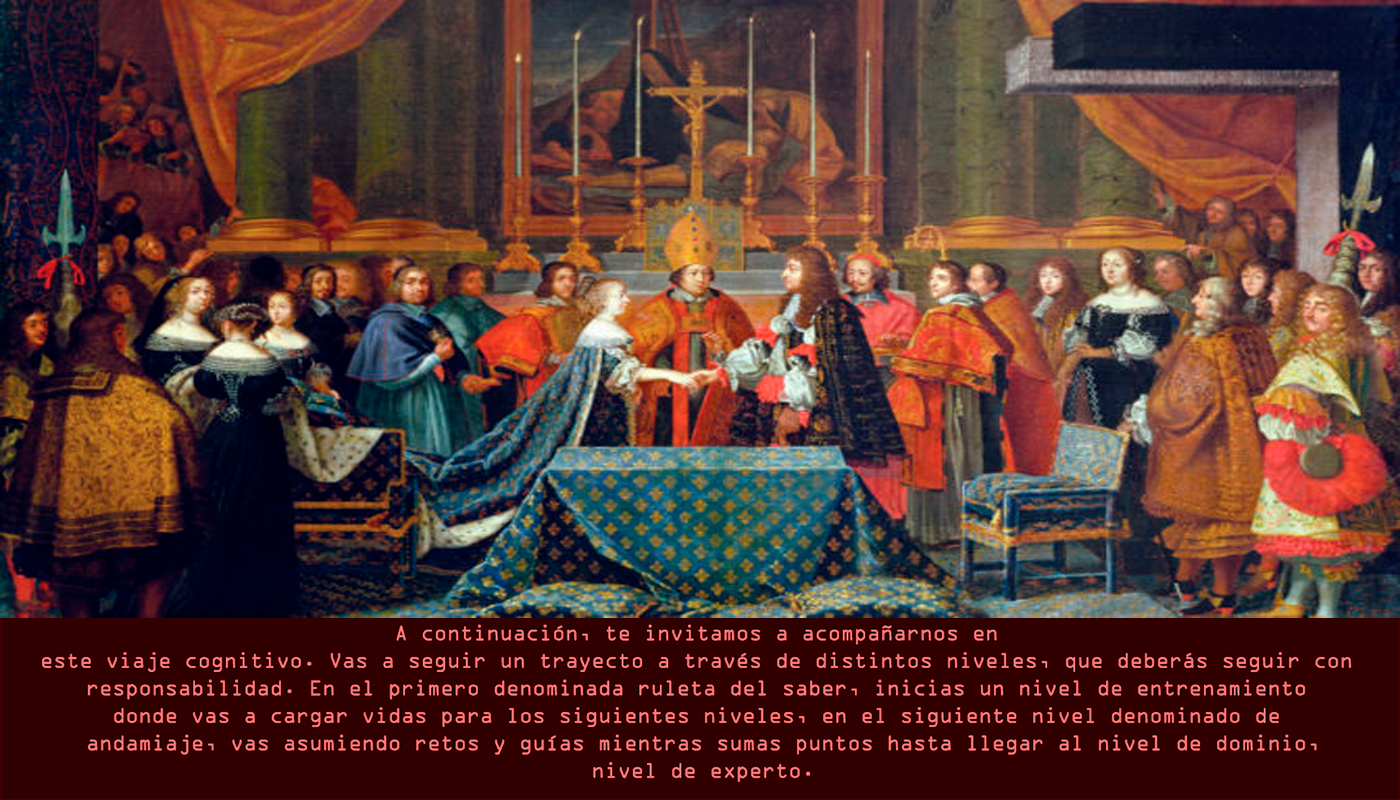 A continuación, te invitamos a acompañarnos en
este viaje cognitivo. Vas a seguir un trayecto a través de distintos niveles, que deberás seguir con
responsabilidad. En el primero denominada ruleta del saber, inicias un nivel de entrenamiento
donde vas a cargar vidas para los siguientes niveles, en el siguiente nivel denominado de
andamiaje, vas asumiendo retos y guías mientras sumas puntos hasta llegar al nivel de dominio,
nivel de experto.